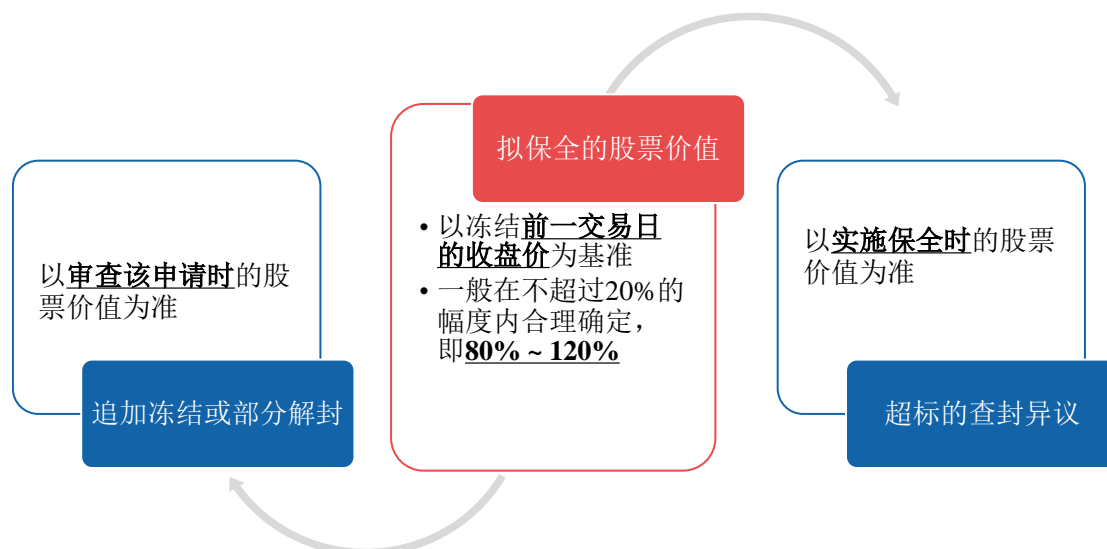 以审查该申请时的股
票价值为准
追加冻结或部分解封
拟保全的股票价值
• 以冻结前一交易日
的收盘价为基准
• 一般在不超过20%的
幅度内合理确定，
即80% ~ 120%
以实施保全时的股票
价值为准
超标的查封异议